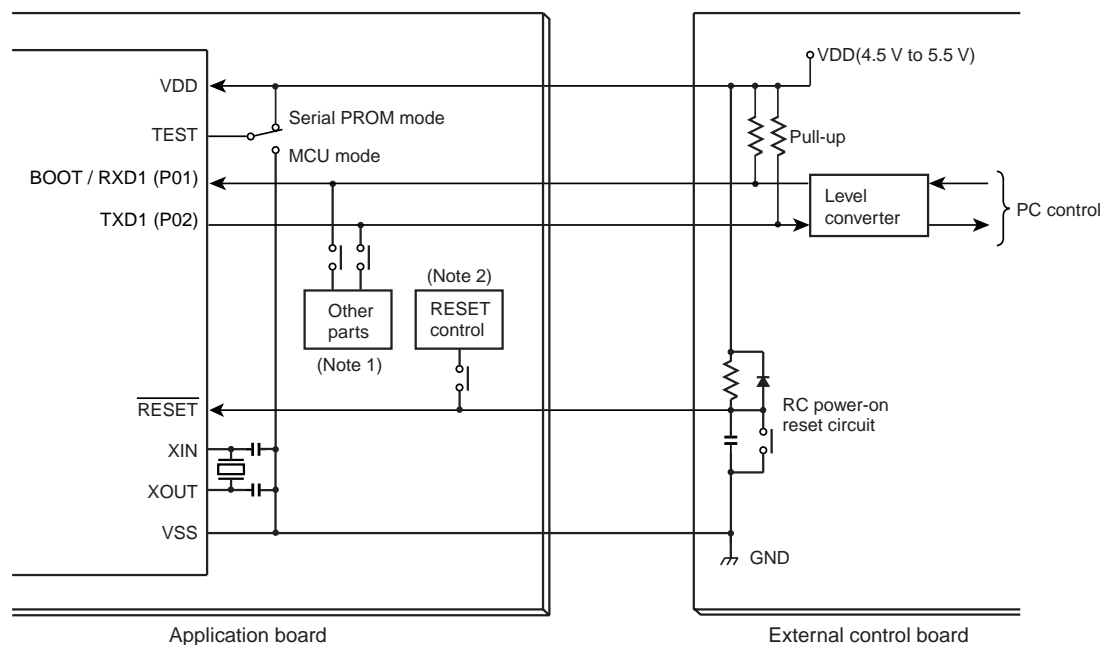 VDD(4.5 V to 5.5 V)
VDD
Serial PROM mode
TEST
Pull-up
MCU mode
BOOT / RXD1 (P01)
Level
converter
PC control
TXD1 (P02)
(Note 2)
Other
parts
RESET
control
(Note 1)
RESET
RC power-on
reset circuit
XIN
XOUT
VSS
GND
Application board
External control board